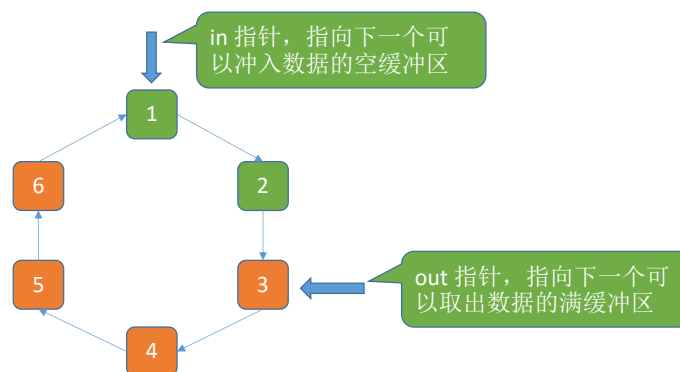 in 指针，指向下一个可
以冲入数据的空缓冲区
1
6
2
5
3
out 指针，指向下一个可
以取出数据的满缓冲区
4